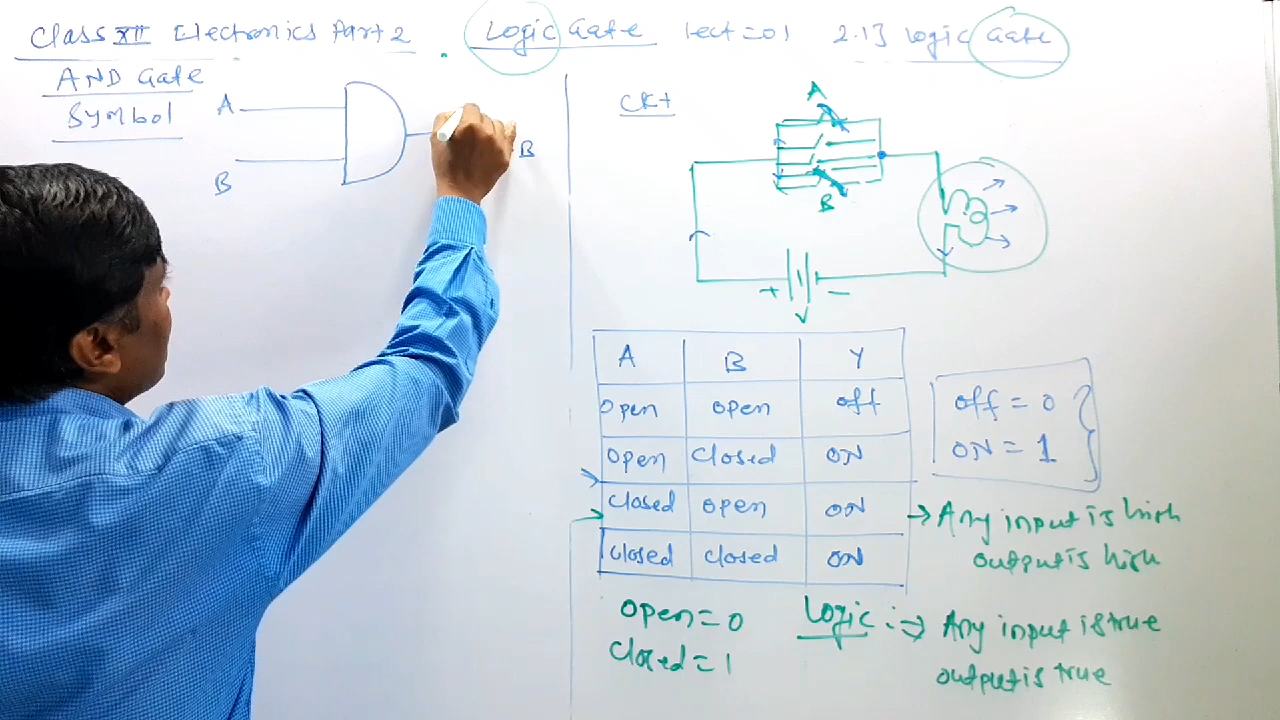 Class XII Electronics Part 2 Logic Gate Lect=01 2.13 Logic Gate
AND Gate
Symbol
A
B
B
CKt
A
B
+ −
A B Y
open open off
open closed ON
closed open ON
closed closed ON
off = 0
ON = 1
→ Any input is high
output is high
open = 0
closed = 1
Logic :→ Any input is true
output is true